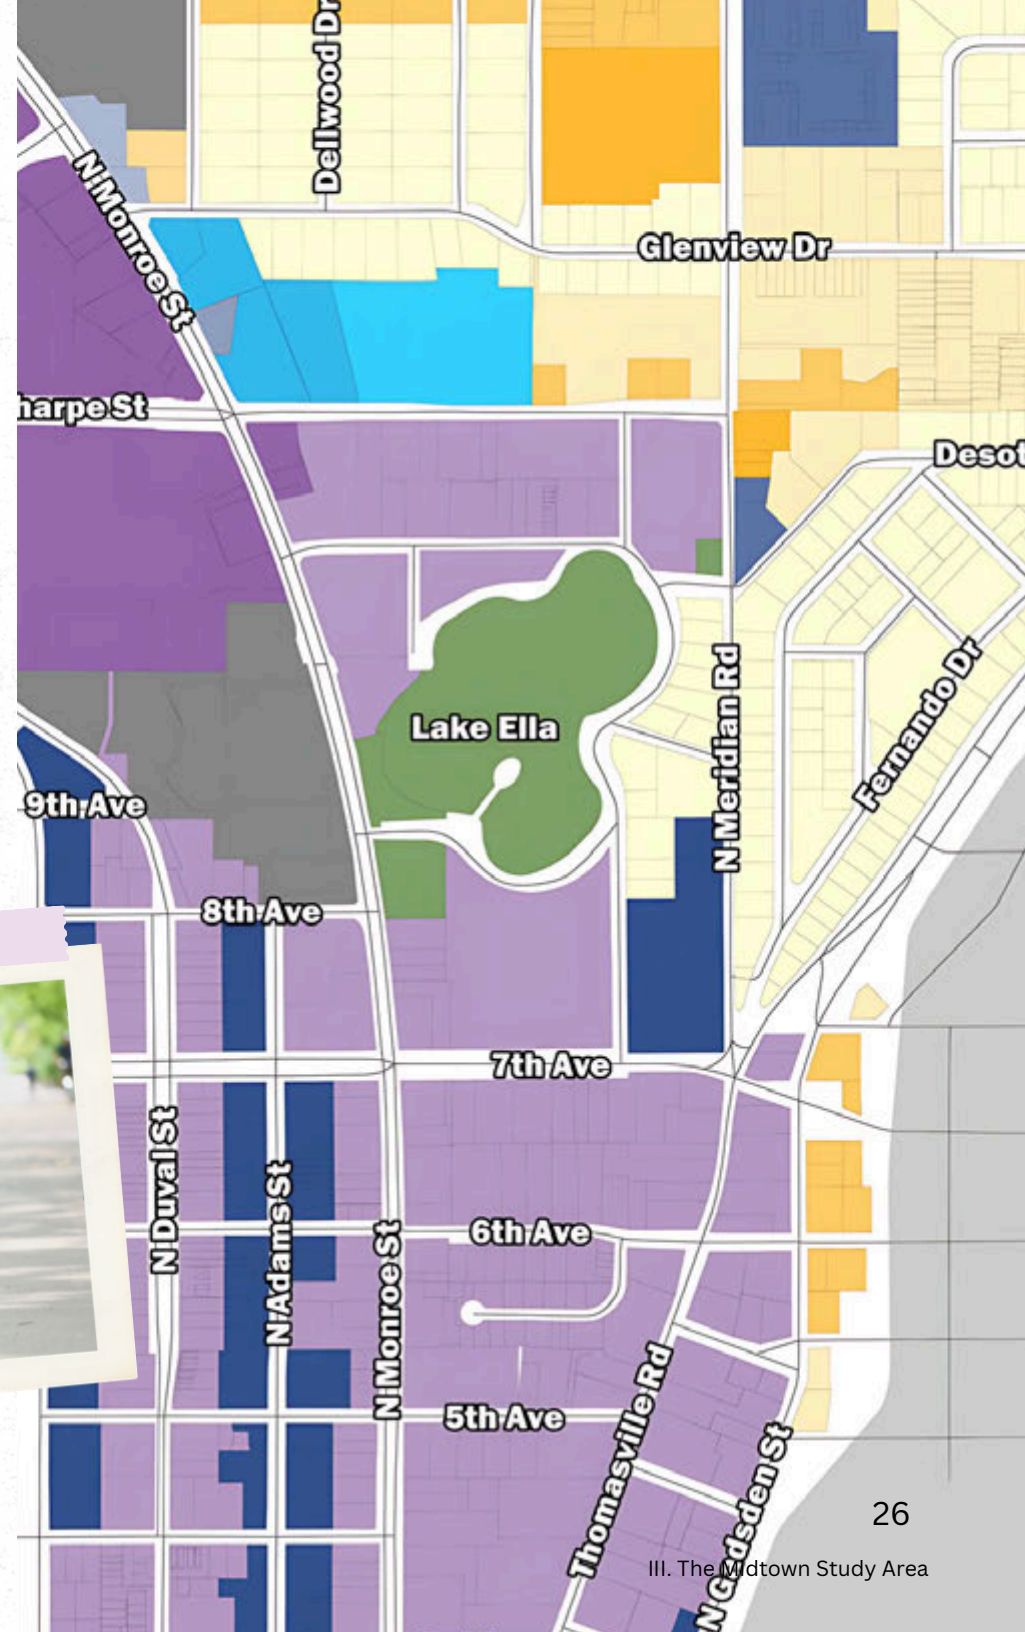 Dellwood Dr
N Monroe St
Glenview Dr
harpe St
Desot
Lake Ella
N Meridian Rd
Fernando Dr
9th Ave
8th Ave
7th Ave
N Duval St
N Adams St
N Monroe St
6th Ave
5th Ave
Thomasville Rd
N Gadsden St
26
III. The Midtown Study Area